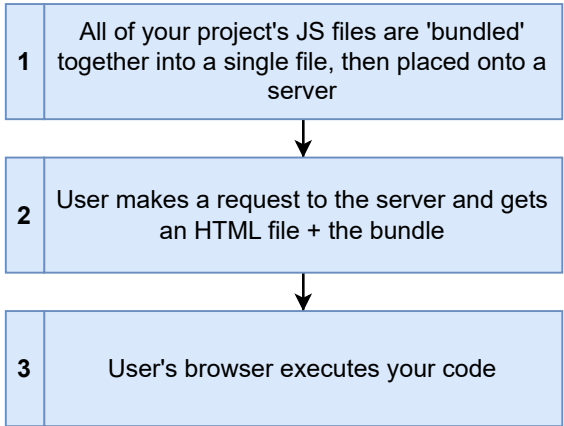 1
All of your project's JS files are 'bundled'
together into a single file, then placed onto a
server
2
User makes a request to the server and gets
an HTML file + the bundle
3
User's browser executes your code